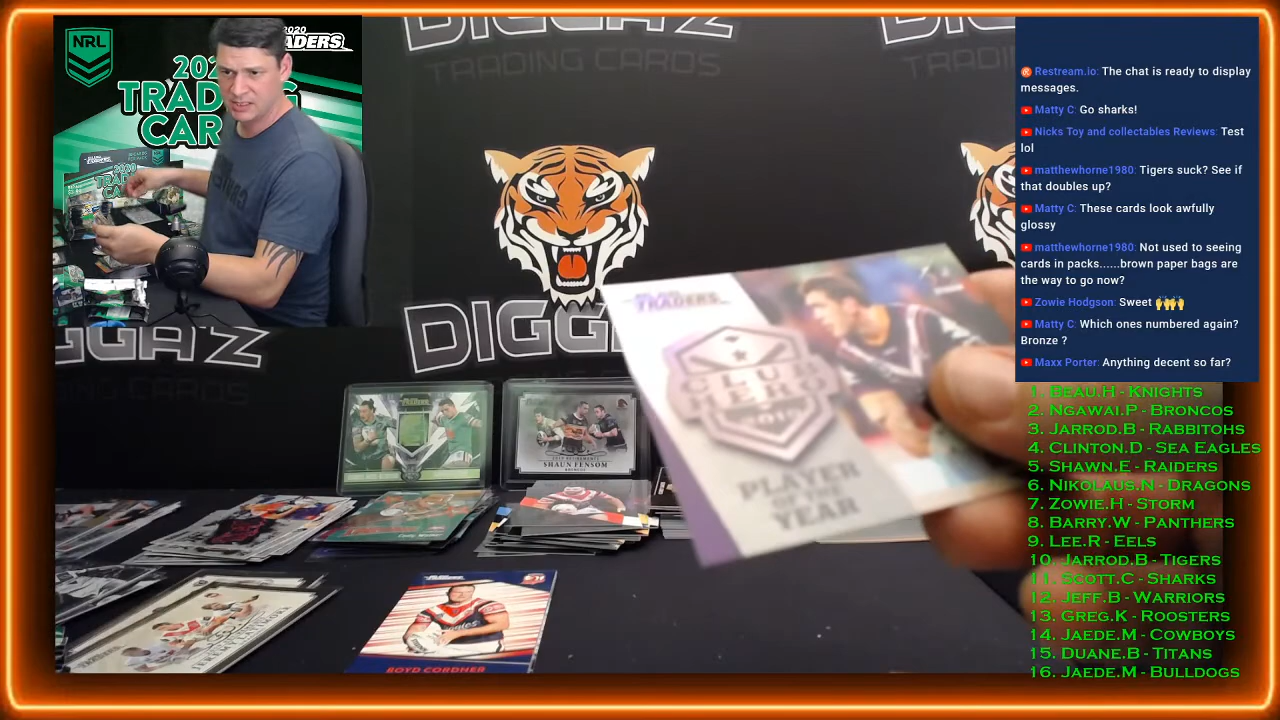 NRL
2020
TRADERS
TRADING
CAR
DIGGAZ
TRADING CARDS
DIGGA'Z
TRADERS
CLUB
HERO
PLAYER
OF THE
YEAR
SHAUN FENSOM
BRONCOS
BOYD CORDNER
Restream.io: The chat is ready to display
messages.
Matty C: Go sharks!
Nicks Toy and collectables Reviews: Test
lol
matthewhorne1980: Tigers suck? See if
that doubles up?
Matty C: These cards look awfully
glossy
matthewhorne1980: Not used to seeing
cards in packs......brown paper bags are
the way to go now?
Zowie Hodgson: Sweet 🙌🙌
Matty C: Which ones numbered again?
Bronze ?
Maxx Porter: Anything decent so far?
1. Beau.H - Knights
2. Ngawai.P - Broncos
3. Jarrod.B - Rabbitohs
4. Clinton.D - Sea Eagles
5. Shawn.E - Raiders
6. Nikolaus.N - Dragons
7. Zowie.H - Storm
8. Barry.W - Panthers
9. Lee.R - Eels
10. Jarrod.B - Tigers
11. Scott.C - Sharks
12. Jeff.B - Warriors
13. Greg.K - Roosters
14. Jaede.M - Cowboys
15. Duane.B - Titans
16. Jaede.M - Bulldogs